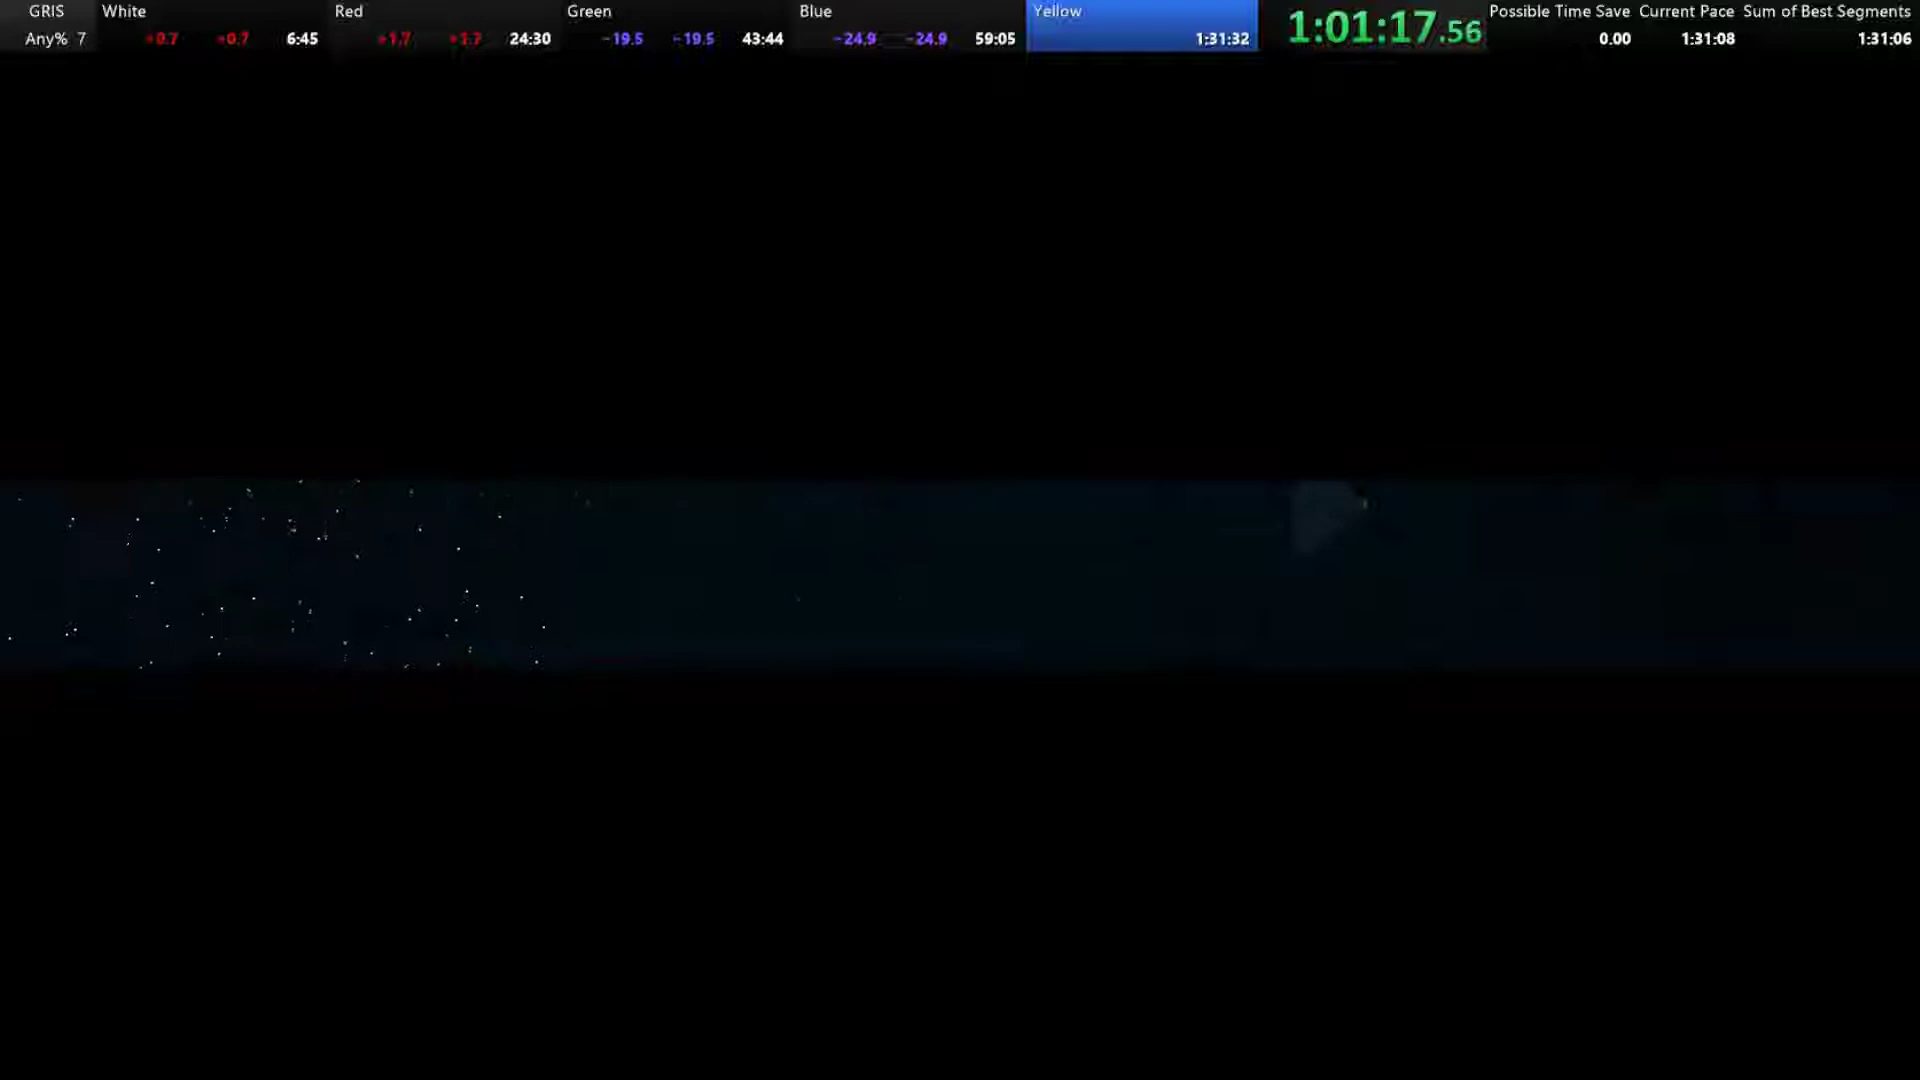 GRIS White Red Green Blue Yellow 1:01:17.56 Possible Time Save Current Pace Sum of Best Segments
Any% 7 +0.7 +0.7 6:45 +1.7 +1.7 24:30 −19.5 −19.5 43:44 −24.9 −24.9 59:05 1:31:32 0.00 1:31:08 1:31:06